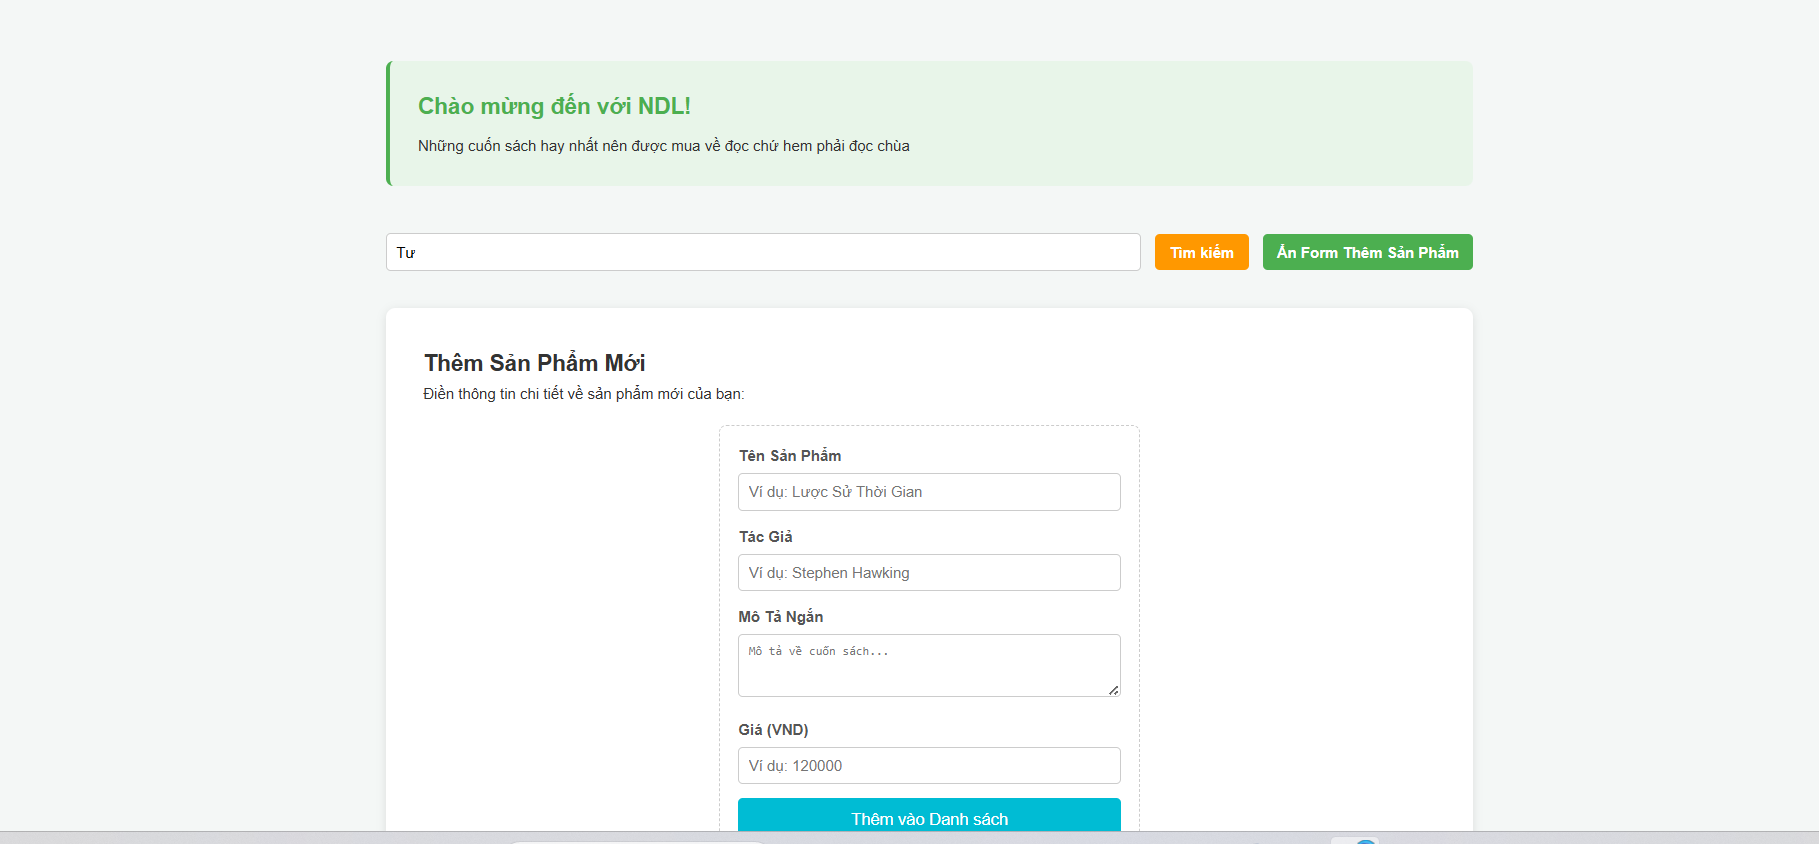 Chào mừng đến với NDL!
Những cuốn sách hay nhất nên được mua về đọc chứ hem phải đọc chùa
Tư
Tìm kiếm
Ẩn Form Thêm Sản Phẩm
Thêm Sản Phẩm Mới
Điền thông tin chi tiết về sản phẩm mới của bạn:
Tên Sản Phẩm
Ví dụ: Lược Sử Thời Gian
Tác Giả
Ví dụ: Stephen Hawking
Mô Tả Ngắn
Mô tả về cuốn sách...
Giá (VND)
Ví dụ: 120000
Thêm vào Danh sách